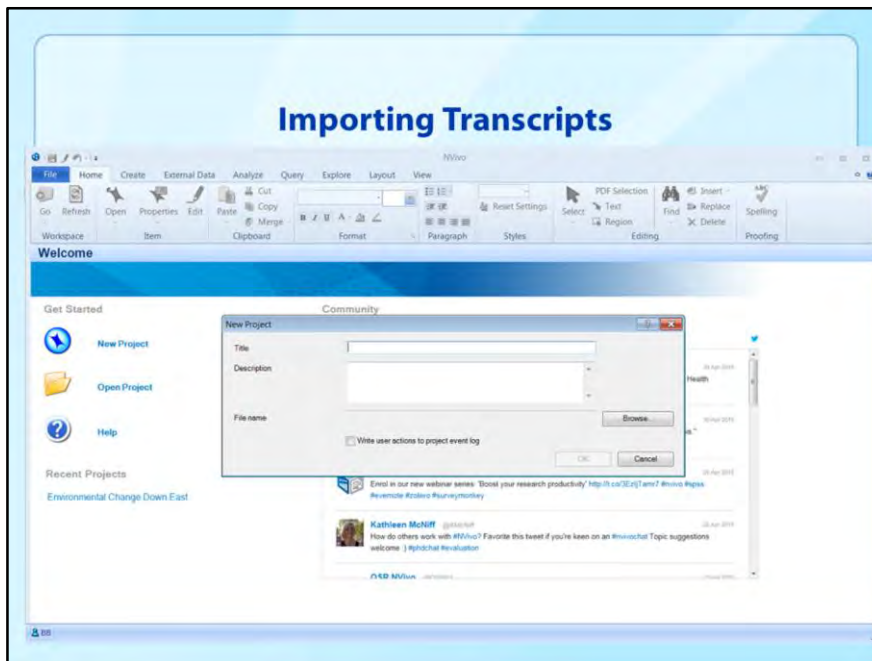 Importing Transcripts
NVivo
File Home Create External Data Analyze Query Explore Layout View
Go Refresh Open Properties Edit Paste Cut Copy Merge B I U A Reset Settings Select PDF Selection Text Region Find Insert Replace Delete ABC Spelling
Workspace Item Clipboard Format Paragraph Styles Editing Proofing
Welcome
Get Started
Community
New Project
Open Project
Help
Recent Projects
Environmental Change Down East
New Project
Title
Description
File name
Browse...
Write user actions to project event log
OK Cancel
Health
Enrol in our new webinar series: 'Boost your research productivity' #nvivo #spss
#evernote #zotero #surveymonkey
Kathleen McNiff
How do others work with #NVivo? Favorite this tweet if you're keen on an #nvivochat Topic suggestions
welcome :) #phdchat #evaluation
QSR NVivo